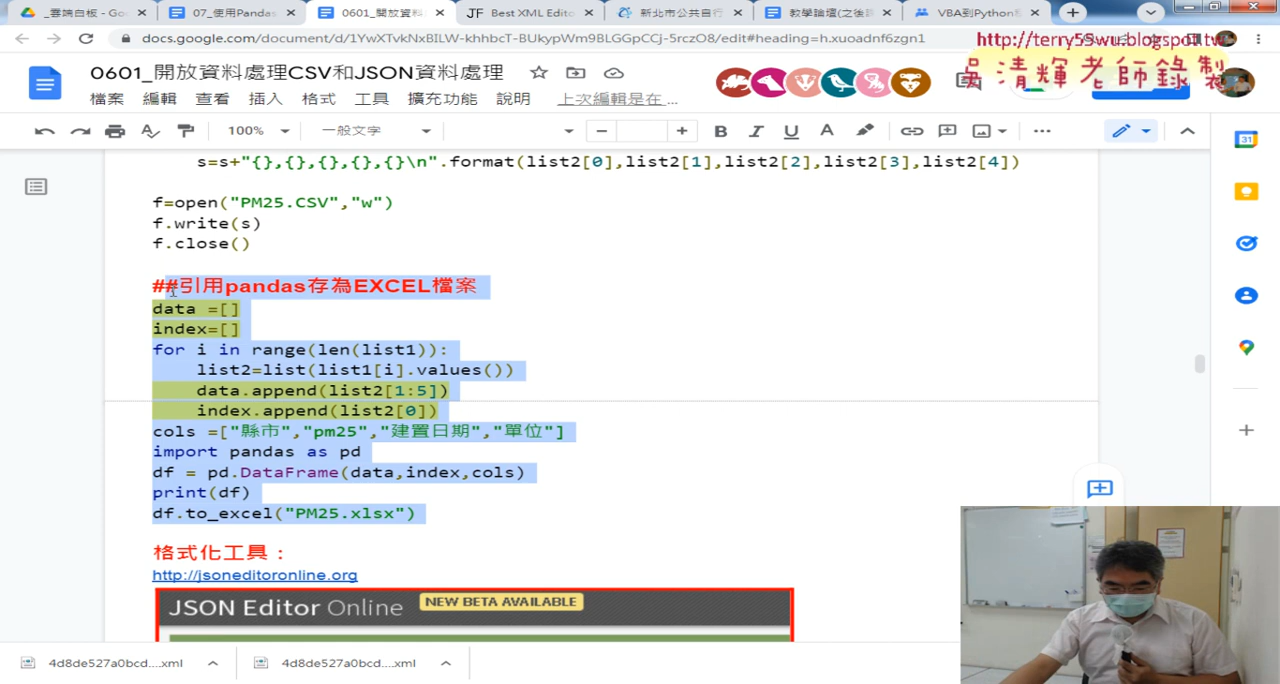 _雲端白板 - Go
07_使用Pandas
0601_開放資料
Best XML Edito
新北市公共自行
教學論壇(之後
VBA到Python
docs.google.com/document/d/1YwXTvkNxBILW-khhbcT-BUkypWm9BLGGpCCj-5rczO8/edit#heading=h.xuoadnf6zgn1
http://terry55wu.blogspot.tw
吳清輝老師錄製
0601_開放資料處理CSV和JSON資料處理
檔案 編輯 查看 插入 格式 工具 擴充功能 說明 上次編輯是在 ...
100% 一般文字
s=s+"{},{},{},{},{}\n".format(list2[0],list2[1],list2[2],list2[3],list2[4])
f=open("PM25.CSV","w")
f.write(s)
f.close()
##引用pandas存為EXCEL檔案
data =[]
index=[]
for i in range(len(list1)):
list2=list(list1[i].values())
data.append(list2[1:5])
index.append(list2[0])
cols =["縣市","pm25","建置日期","單位"]
import pandas as pd
df = pd.DataFrame(data,index,cols)
print(df)
df.to_excel("PM25.xlsx")
格式化工具：
http://jsoneditoronline.org
JSON Editor Online NEW BETA AVAILABLE
4d8de527a0bcd....xml
4d8de527a0bcd....xml